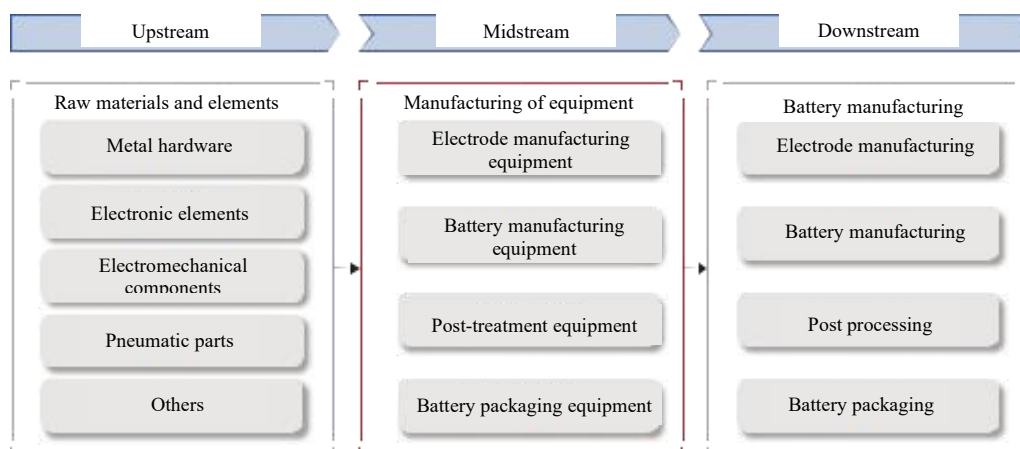 Upstream
Midstream
Downstream
Raw materials and elements
Metal hardware
Electronic elements
Electromechanical
components
Pneumatic parts
Others
Manufacturing of equipment
Electrode manufacturing
equipment
Battery manufacturing
equipment
Post-treatment equipment
Battery packaging equipment
Battery manufacturing
Electrode manufacturing
Battery manufacturing
Post processing
Battery packaging